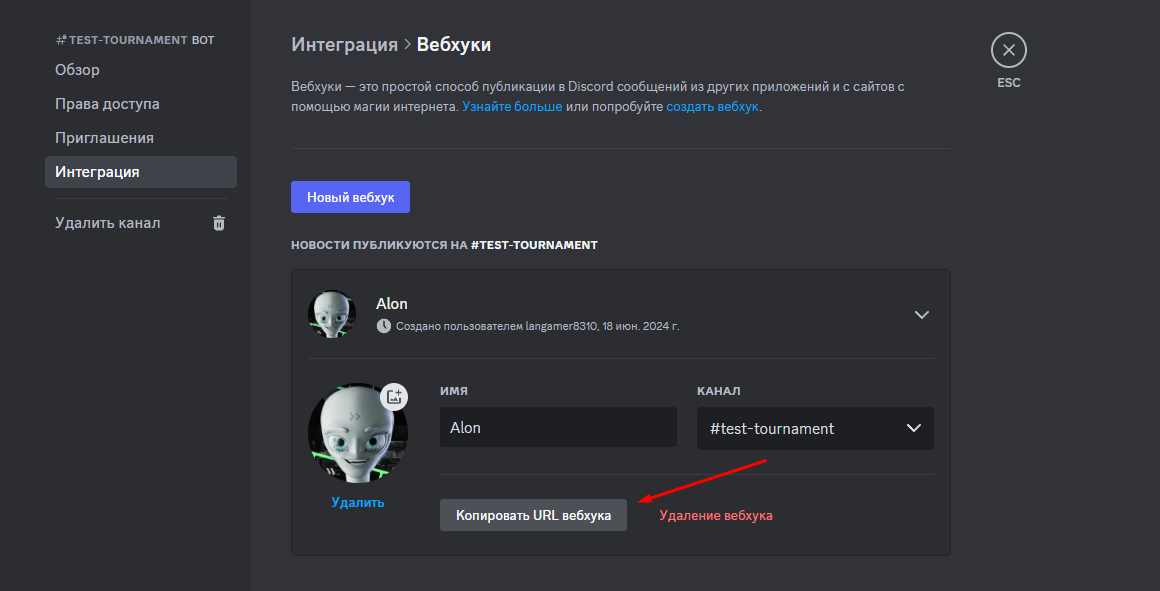 TEST-TOURNAMENT BOT
Обзор
Права доступа
Приглашения
Интеграция
Удалить канал
Интеграция > Вебхуки
Вебхуки — это простой способ публикации в Discord сообщений из других приложений и с сайтов с
помощью магии интернета. Узнайте больше или попробуйте создать вебхук.
ESC
Новый вебхук
НОВОСТИ ПУБЛИКУЮТСЯ НА #TEST-TOURNAMENT
Alon
Создано пользователем langamer8310, 18 июн. 2024 г.
ИМЯ
КАНАЛ
Alon
#test-tournament
Удалить
Копировать URL вебхука
Удаление вебхука